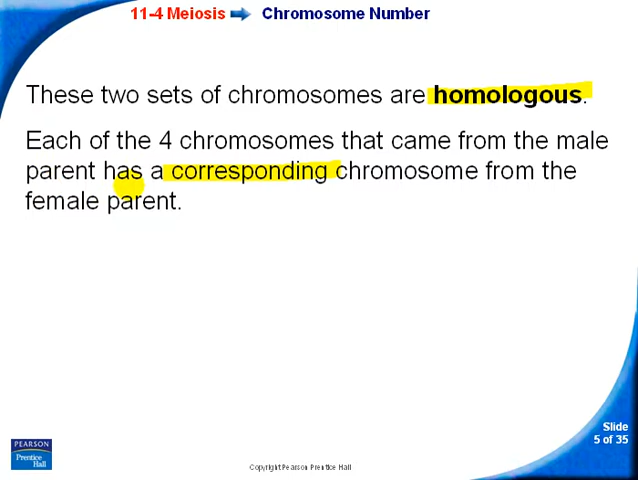 11-4 Meiosis Chromosome Number
These two sets of chromosomes are homologous.
Each of the 4 chromosomes that came from the male
parent has a corresponding chromosome from the
female parent.
Slide
5 of 35
PEARSON
Prentice
Hall
Copyright Pearson Prentice Hall